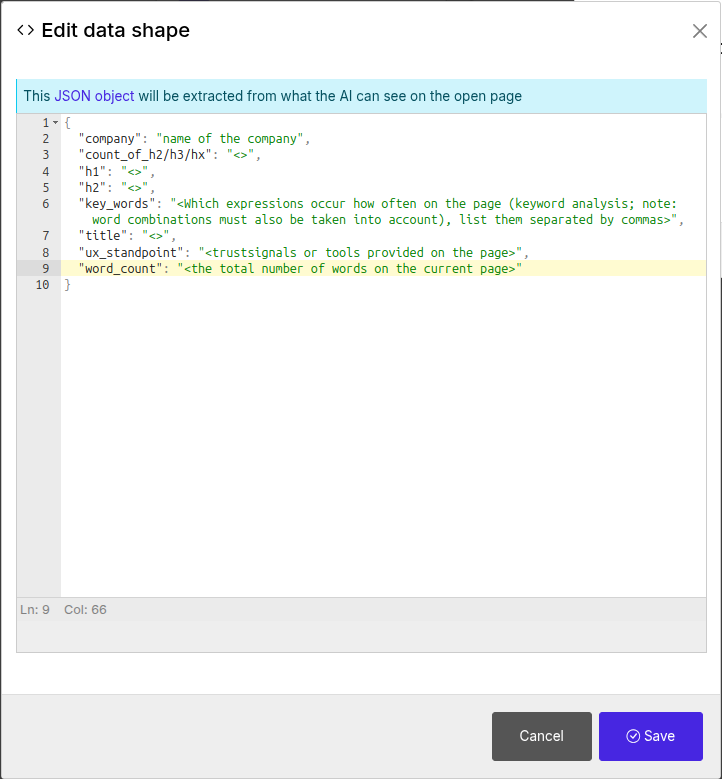 <> Edit data shape
This JSON object will be extracted from what the AI can see on the open page
1 {
2 "company": "name of the company",
3 "count_of_h2/h3/hx": "<>",
4 "h1": "<>",
5 "h2": "<>",
6 "key_words": "<Which expressions occur how often on the page (keyword analysis; note:
word combinations must also be taken into account), list them separated by commas>",
7 "title": "<>",
8 "ux_standpoint": "<trustsignals or tools provided on the page>",
9 "word_count": "<the total number of words on the current page>"
10 }
Ln: 9 Col: 66
Cancel
Save